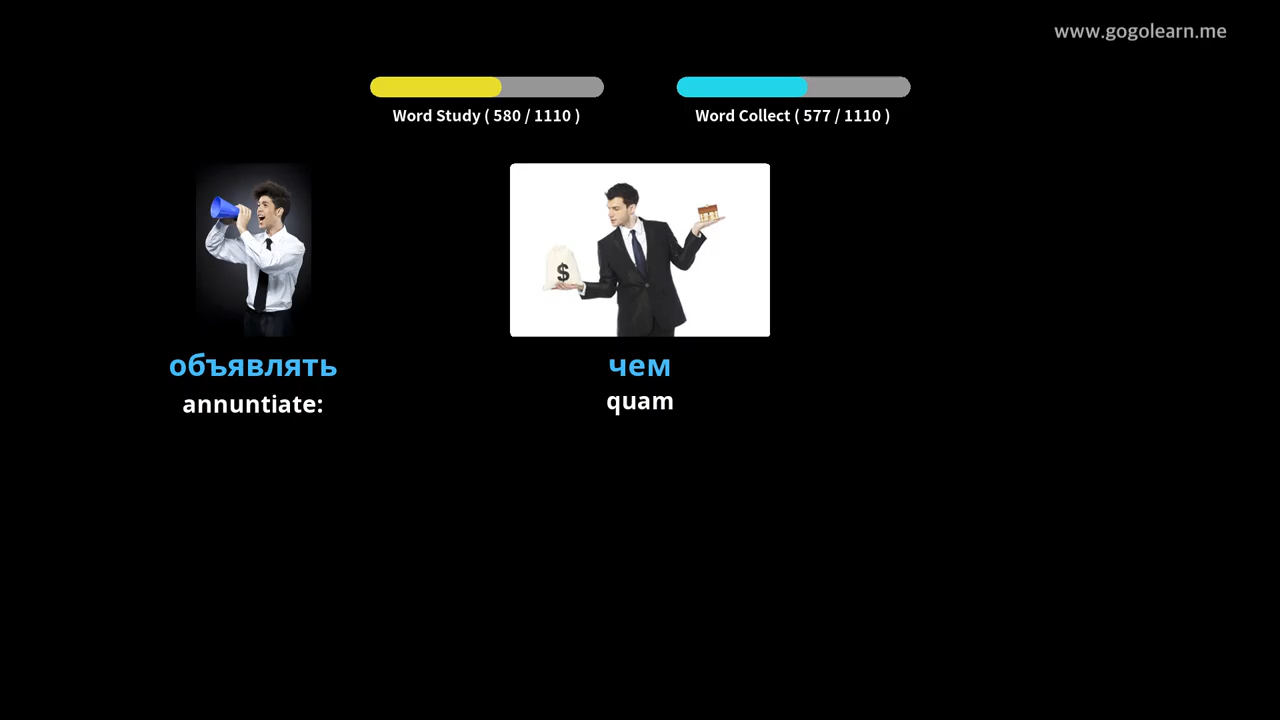 www.gogolearn.me
Word Study ( 580 / 1110 )
Word Collect ( 577 / 1110 )
$
объявлять
annuntiate:
чем
quam